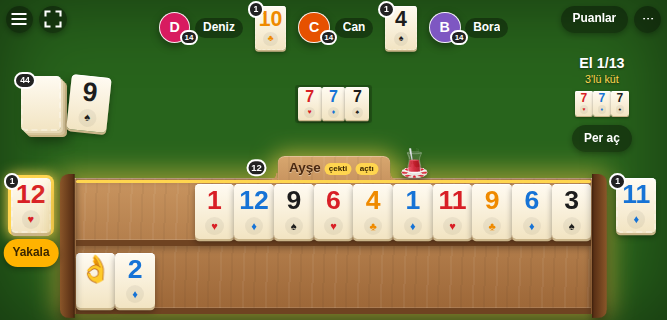 D 14 Deniz
1 10 ♣
C 14 Can
1 4 ♠
B 14 Bora
Puanlar
...
El 1/13
3'lü küt
7 ♥ 7 ♦ 7 ♠
Per aç
44
9 ♠
7 ♥ 7 ♦ 7 ♠
12 Ayşe çekti açtı
1 12 ♥
Yakala
1 ♥ 12 ♦ 9 ♠ 6 ♥ 4 ♣ 1 ♦ 11 ♥ 9 ♣ 6 ♦ 3 ♠
1 11 ♦
2 ♦